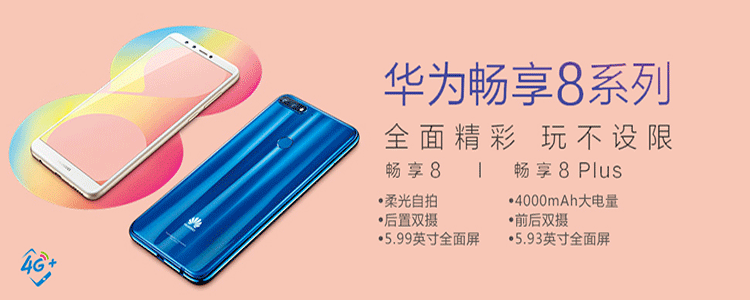 华为畅享8系列
全面精彩 玩不设限
畅享8 | 畅享8 Plus
•柔光自拍 •4000mAh大电量
•后置双摄 •前后双摄
•5.99英寸全面屏 •5.93英寸全面屏
HUAWEI
4G+